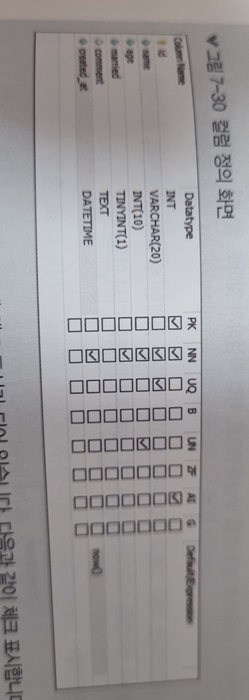 ▼ 그림 7-30 컬럼 정의 화면
Column Name Datatype PK NN UQ B UN ZF AI G Default/Expression
id INT
name VARCHAR(20)
age INT(10)
married TINYINT(1)
comment TEXT
created_at DATETIME now()
다음과 같이 체크 표시합니다